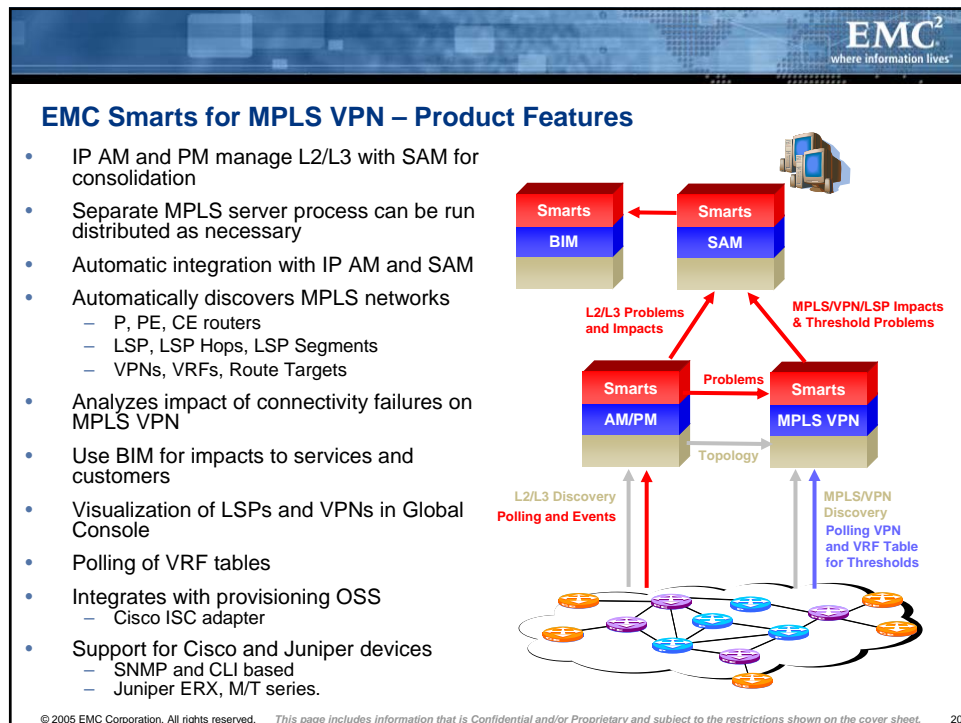 EMC²
where information lives®
EMC Smarts for MPLS VPN – Product Features
• IP AM and PM manage L2/L3 with SAM for
consolidation
• Separate MPLS server process can be run
distributed as necessary
• Automatic integration with IP AM and SAM
• Automatically discovers MPLS networks
– P, PE, CE routers
– LSP, LSP Hops, LSP Segments
– VPNs, VRFs, Route Targets
• Analyzes impact of connectivity failures on
MPLS VPN
• Use BIM for impacts to services and
customers
• Visualization of LSPs and VPNs in Global
Console
• Polling of VRF tables
• Integrates with provisioning OSS
– Cisco ISC adapter
• Support for Cisco and Juniper devices
– SNMP and CLI based
– Juniper ERX, M/T series.
Smarts
BIM
Smarts
SAM
L2/L3 Problems
and Impacts
MPLS/VPN/LSP Impacts
& Threshold Problems
Smarts
AM/PM
Problems
Topology
Smarts
MPLS VPN
L2/L3 Discovery
Polling and Events
MPLS/VPN
Discovery
Polling VPN
and VRF Table
for Thresholds
© 2005 EMC Corporation. All rights reserved. This page includes information that is Confidential and/or Proprietary and subject to the restrictions shown on the cover sheet. 20